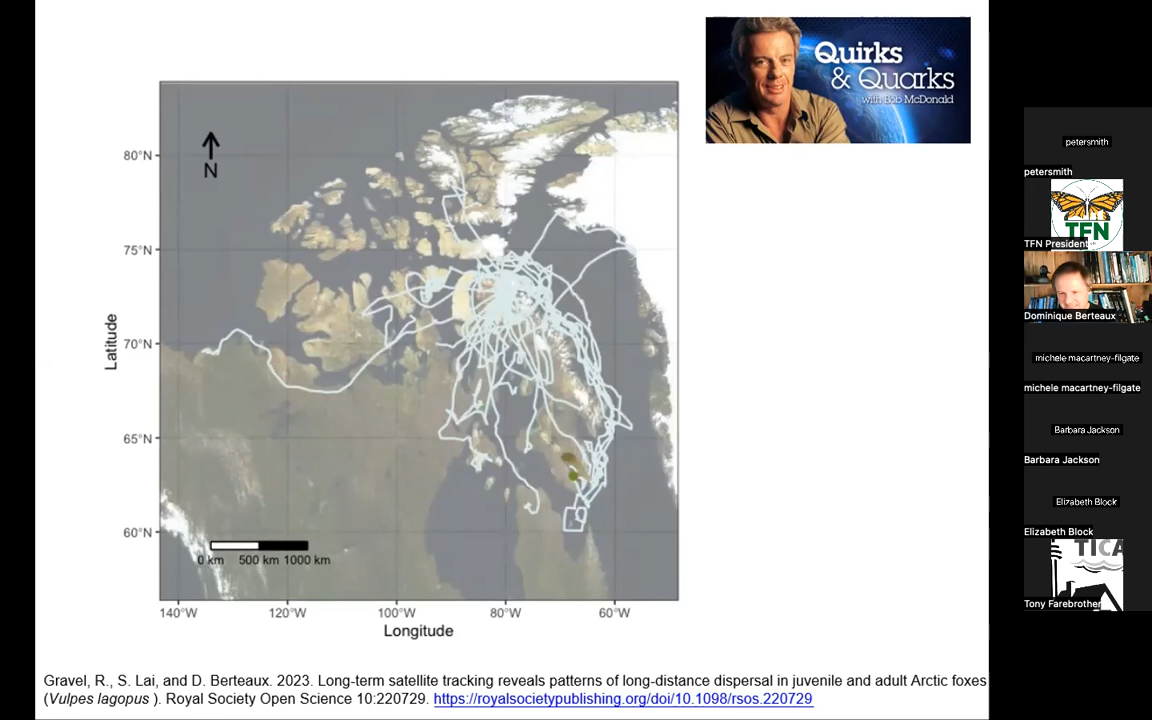 Quirks
& Quarks
with Bob McDonald
N
80°N
75°N
70°N
65°N
60°N
Latitude
0 km 500 km 1000 km
140°W 120°W 100°W 80°W 60°W
Longitude
Gravel, R., S. Lai, and D. Berteaux. 2023. Long-term satellite tracking reveals patterns of long-distance dispersal in juvenile and adult Arctic foxes
(Vulpes lagopus ). Royal Society Open Science 10:220729. https://royalsocietypublishing.org/doi/10.1098/rsos.220729
petersmith
petersmith
TFN
TFN President
Dominique Berteaux
michele macartney-filgate
michele macartney-filgate
Barbara Jackson
Barbara Jackson
Elizabeth Block
Elizabeth Block
TICA
Tony Farebrother